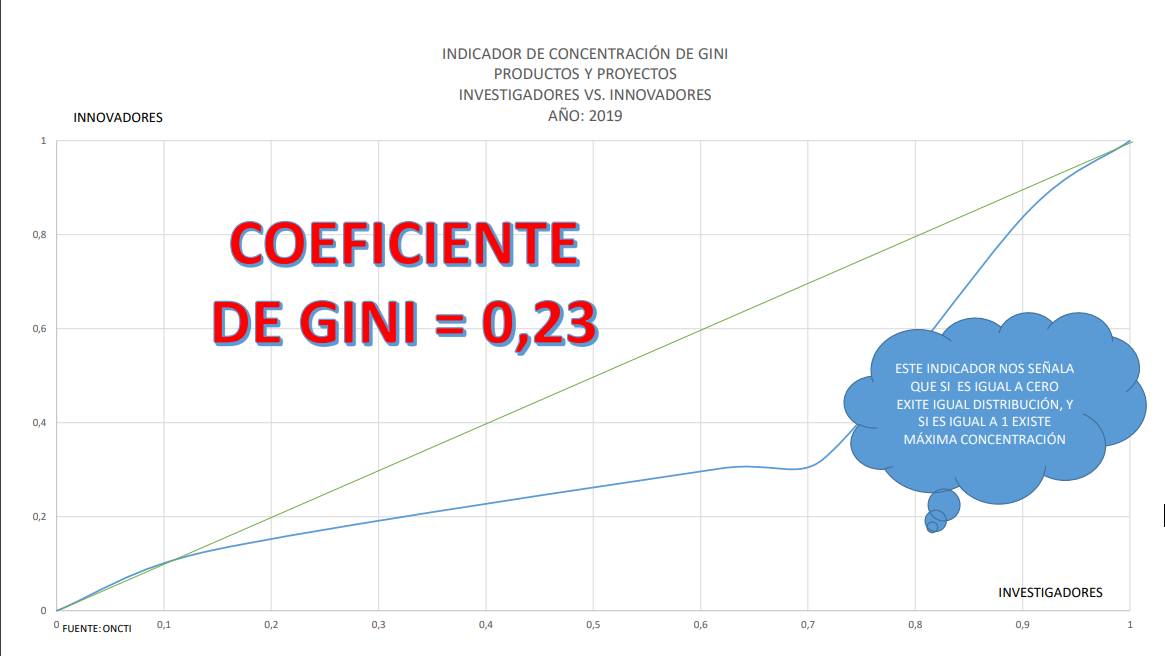 INDICADOR DE CONCENTRACIÓN DE GINI
PRODUCTOS Y PROYECTOS
INVESTIGADORES VS. INNOVADORES
AÑO: 2019
INNOVADORES
1
0,8
0,6
0,4
0,2
0
COEFICIENTE
DE GINI = 0,23
ESTE INDICADOR NOS SEÑALA
QUE SI ES IGUAL A CERO
EXITE IGUAL DISTRIBUCIÓN, Y
SI ES IGUAL A 1 EXISTE
MÁXIMA CONCENTRACIÓN
INVESTIGADORES
0 0,1 0,2 0,3 0,4 0,5 0,6 0,7 0,8 0,9 1
FUENTE: ONCTI